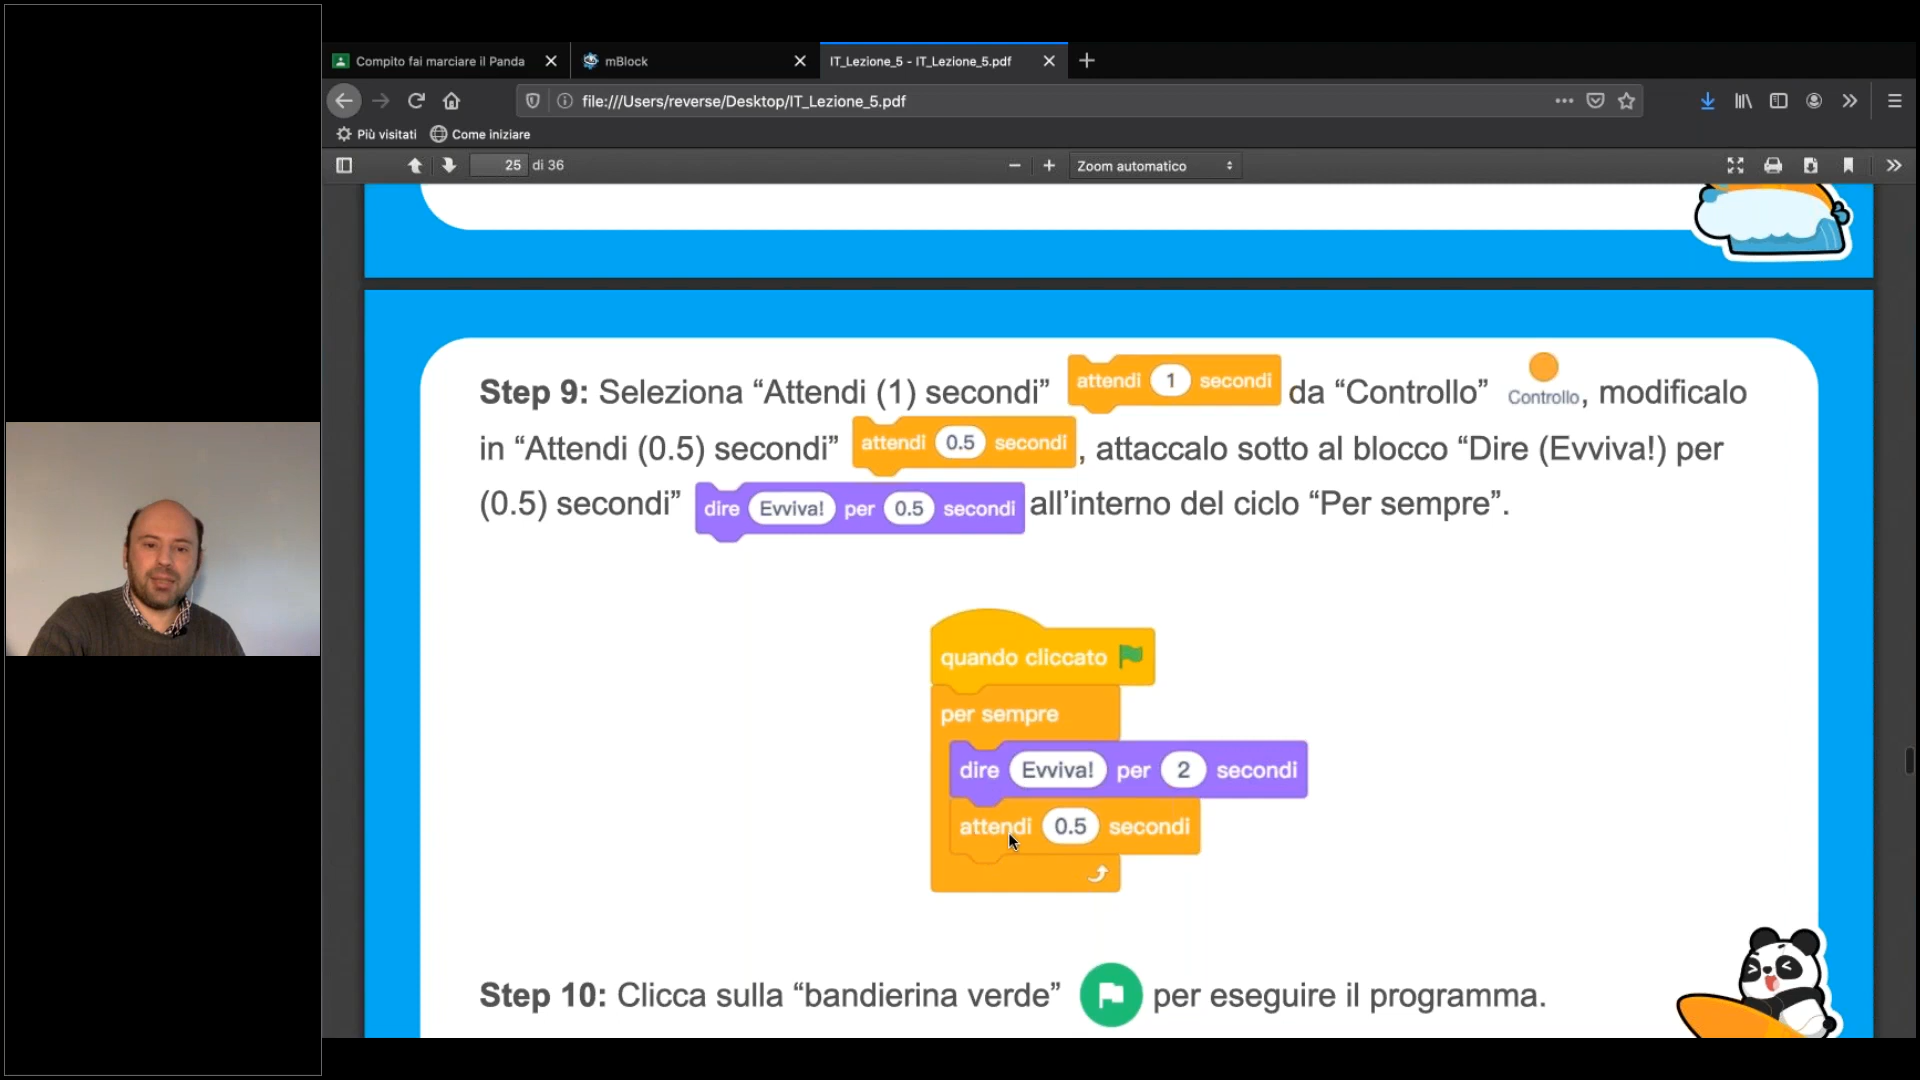 Compito fai marciare il Panda
mBlock
IT_Lezione_5 - IT_Lezione_5.pdf
file:///Users/reverse/Desktop/IT_Lezione_5.pdf
Più visitati
Come iniziare
25 di 36
Zoom automatico
Step 9: Seleziona “Attendi (1) secondi” attendi 1 secondi da “Controllo” Controllo, modificalo
in “Attendi (0.5) secondi” attendi 0.5 secondi, attaccalo sotto al blocco “Dire (Evviva!) per
(0.5) secondi” dire Evviva! per 0.5 secondi all’interno del ciclo “Per sempre”.
quando cliccato
per sempre
dire Evviva! per 2 secondi
attendi 0.5 secondi
Step 10: Clicca sulla “bandierina verde” per eseguire il programma.